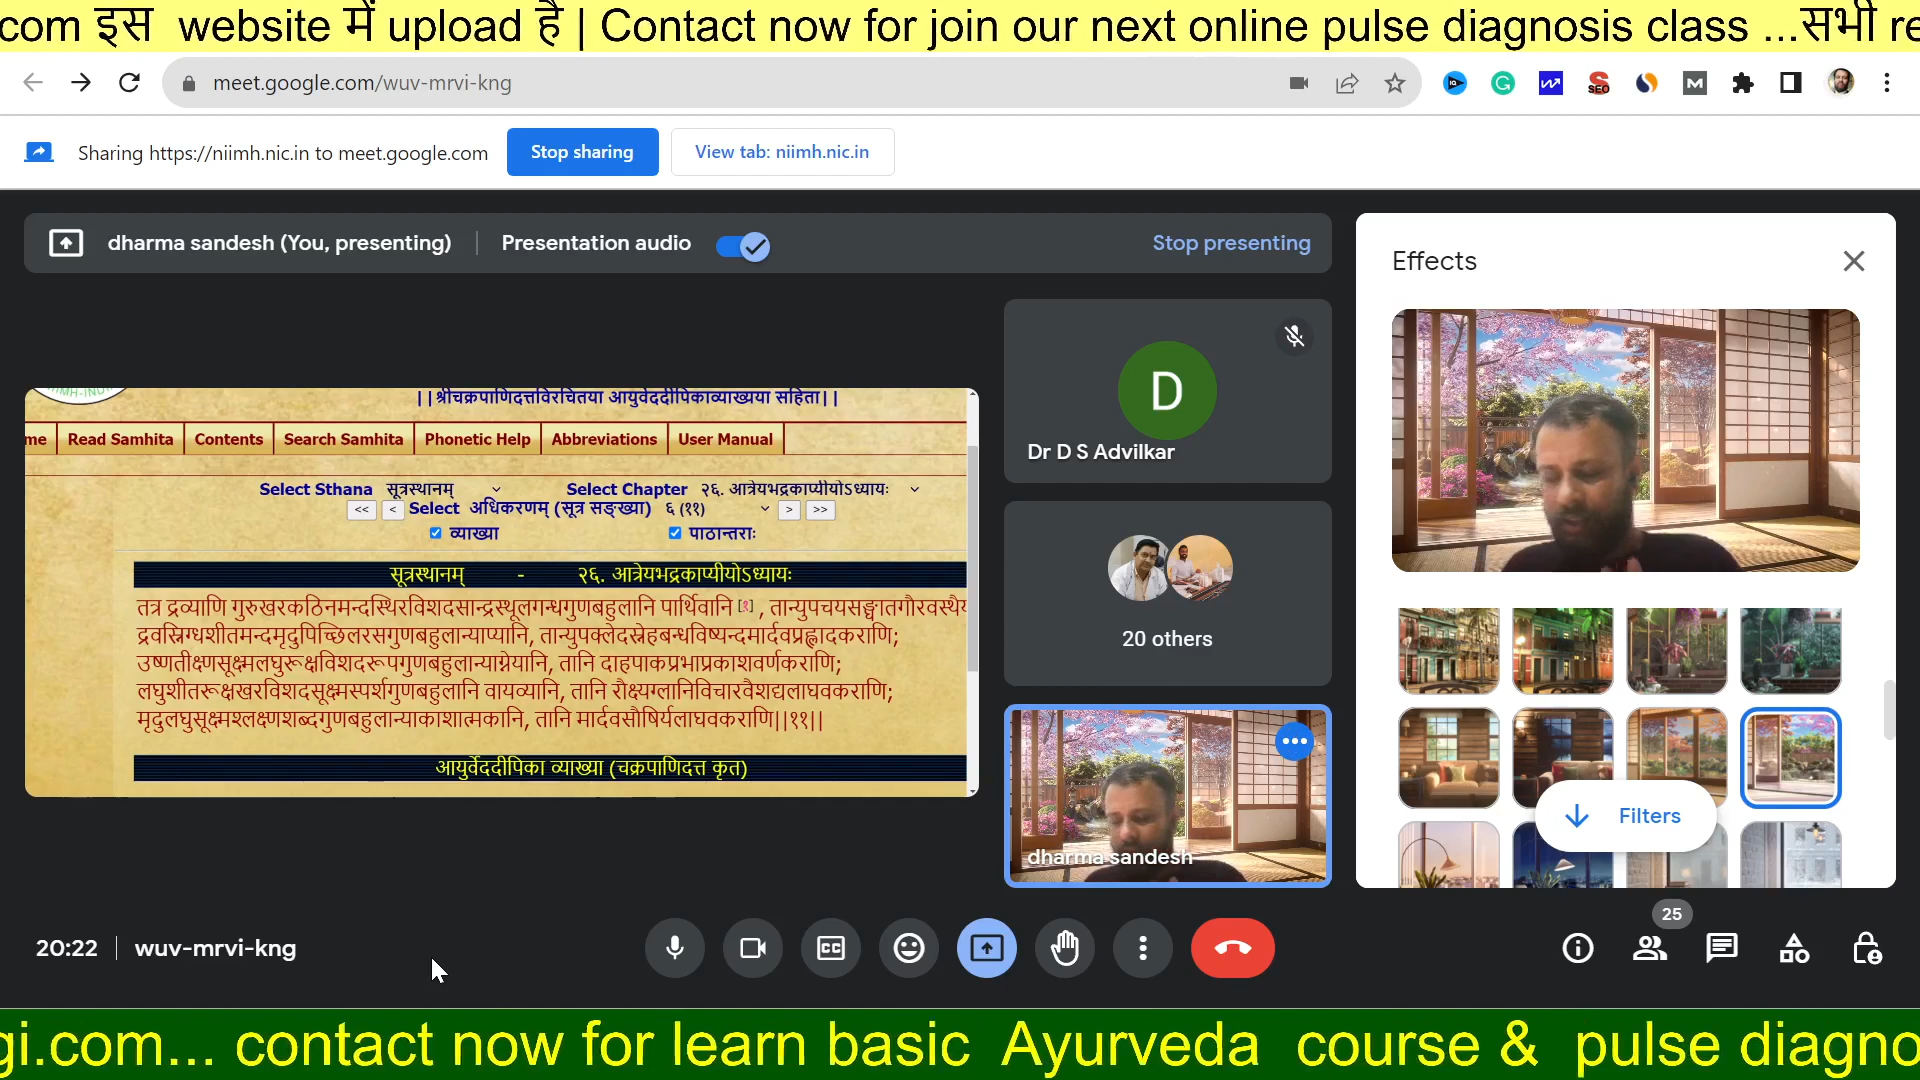 com इस website में upload है | Contact now for join our next online pulse diagnosis class ...सभी re
meet.google.com/wuv-mrvi-kng
Sharing https://niimh.nic.in to meet.google.com
Stop sharing
View tab: niimh.nic.in
dharma sandesh (You, presenting)
Presentation audio
Stop presenting
Effects
||श्रीचक्रपाणिदत्तविरचितया आयुर्वेददीपिकाव्याख्यया सहिता||
me
Read Samhita
Contents
Search Samhita
Phonetic Help
Abbreviations
User Manual
Select Sthana सूत्रस्थानम्
Select Chapter २६. आत्रेयभद्रकाप्यीयोऽध्यायः
<< < Select अधिकरणम् (सूत्र सङ्ख्या) ६ (११) > >>
व्याख्या
पाठान्तराः
सूत्रस्थानम् - २६. आत्रेयभद्रकाप्यीयोऽध्यायः
तत्र द्रव्याणि गुरुखरकठिनमन्दस्थिरविशदसान्द्रस्थूलगन्धगुणबहुलानि पार्थिवानि [१] , तान्युपचयसङ्घातगौरवस्थैर्य
द्रवस्निग्धशीतमन्दमृदुपिच्छिलरसगुणबहुलान्याप्यानि, तान्युपक्लेदस्नेहबन्धविष्यन्दमार्दवप्रह्लादकराणि;
उष्णतीक्ष्णसूक्ष्मलघुरूक्षविशदरूपगुणबहुलान्याग्नेयानि, तानि दाहपाकप्रभाप्रकाशवर्णकराणि;
लघुशीतरूक्षखरविशदसूक्ष्मस्पर्शगुणबहुलानि वायव्यानि, तानि रौक्ष्यग्लानिविचारवैशद्यलाघवकराणि;
मृदुलघुसूक्ष्मश्लक्ष्णशब्दगुणबहुलान्याकाशात्मकानि, तानि मार्दवसौषिर्यलाघवकराणि||११||
आयुर्वेददीपिका व्याख्या (चक्रपाणिदत्त कृत)
D
Dr D S Advilkar
20 others
dharma sandesh
Filters
20:22
wuv-mrvi-kng
25
gi.com... contact now for learn basic Ayurveda course & pulse diagno